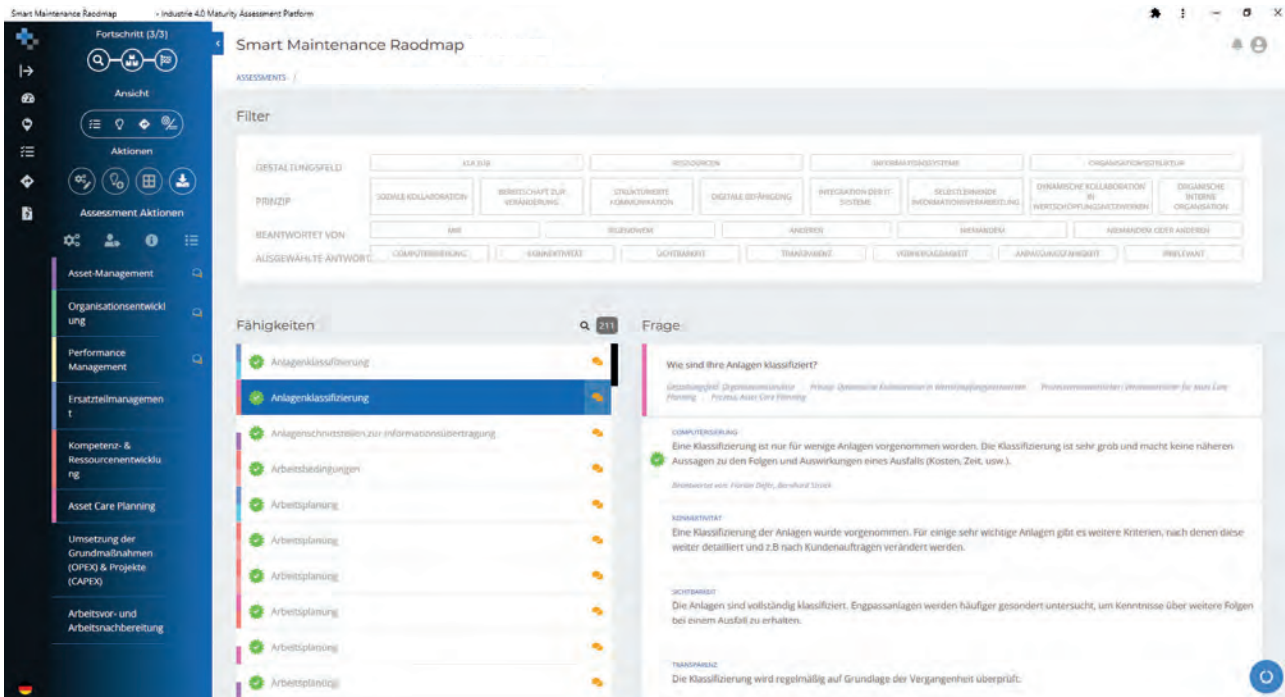 Smart Maintenance Raodmap - Industrie 4.0 Maturity Assessment Platform
Fortschritt (3/3)
Ansicht
Aktionen
Assessment Aktionen
Asset-Management
Organisationsentwickl
ung
Performance
Management
Ersatzteilmanagemen
t
Kompetenz- &
Ressourcenentwicklu
ng
Asset Care Planning
Umsetzung der
Grundmaßnahmen
(OPEX) & Projekte
(CAPEX)
Arbeitsvor- und
Arbeitsnachbereitung
Smart Maintenance Raodmap
ASSESSMENTS /
Filter
GESTALTUNGSFELD KULTUR RESSOURCEN INFORMATIONSSYSTEME ORGANISATIONSSTRUKTUR
PRINZIP SOZIALE KOLLABORATION BEREITSCHAFT ZUR VERÄNDERUNG STRUKTURIERTE KOMMUNIKATION DIGITALE BEFÄHIGUNG INTEGRATION DER IT-SYSTEME SELBSTLERNENDE INFORMATIONSVERARBEITUNG DYNAMISCHE KOLLABORATION IN WERTSCHÖPFUNGSNETZWERKEN ORGANISCHE INTERNE ORGANISATION
BEANTWORTET VON MIR IRGENDWEM ANDEREN NIEMANDEM NIEMANDEM ODER ANDEREN
AUSGEWÄHLTE ANTWORT COMPUTERISIERUNG KONNEKTIVITÄT SICHTBARKEIT TRANSPARENZ VORHERSAGBARKEIT ANPASSUNGSFÄHIGKEIT IRRELEVANT
Fähigkeiten 211
Anlagenklassifizierung
Anlagenklassifizierung
Anlagenschnittstellen zur Informationsübertragung
Arbeitsbedingungen
Arbeitsplanung
Arbeitsplanung
Arbeitsplanung
Arbeitsplanung
Arbeitsplanung
Arbeitsplanung
Frage
Wie sind Ihre Anlagen klassifiziert?
COMPUTERISIERUNG
Eine Klassifizierung ist nur für wenige Anlagen vorgenommen worden. Die Klassifizierung ist sehr grob und macht keine näheren
Aussagen zu den Folgen und Auswirkungen eines Ausfalls (Kosten, Zeit, usw.).
KONNEKTIVITÄT
Eine Klassifizierung der Anlagen wurde vorgenommen. Für einige sehr wichtige Anlagen gibt es weitere Kriterien, nach denen diese
weiter detailliert und z.B nach Kundenaufträgen verändert werden.
SICHTBARKEIT
Die Anlagen sind vollständig klassifiziert. Engpassanlagen werden häufiger gesondert untersucht, um Kenntnisse über weitere Folgen
bei einem Ausfall zu erhalten.
TRANSPARENZ
Die Klassifizierung wird regelmäßig auf Grundlage der Vergangenheit überprüft.